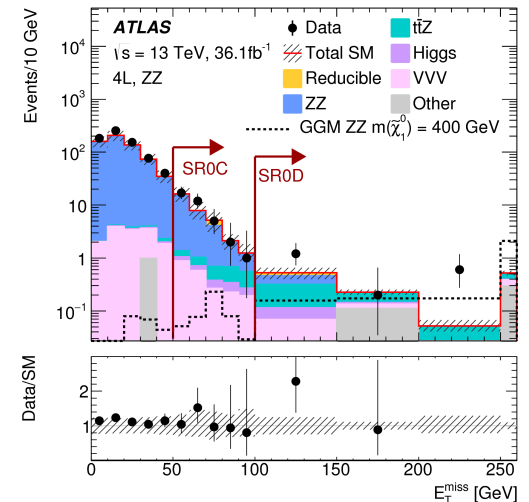 ATLAS
√s = 13 TeV, 36.1fb⁻¹
4L, ZZ
Data
Total SM
Reducible
ZZ
tt̄Z
Higgs
VVV
Other
GGM ZZ m(χ̃⁰₁) = 400 GeV
SR0C
SR0D
Events/10 GeV
10⁴
10³
10²
10
1
10⁻¹
Data/SM
2
1
0 50 100 150 200 250
E_T^miss [GeV]